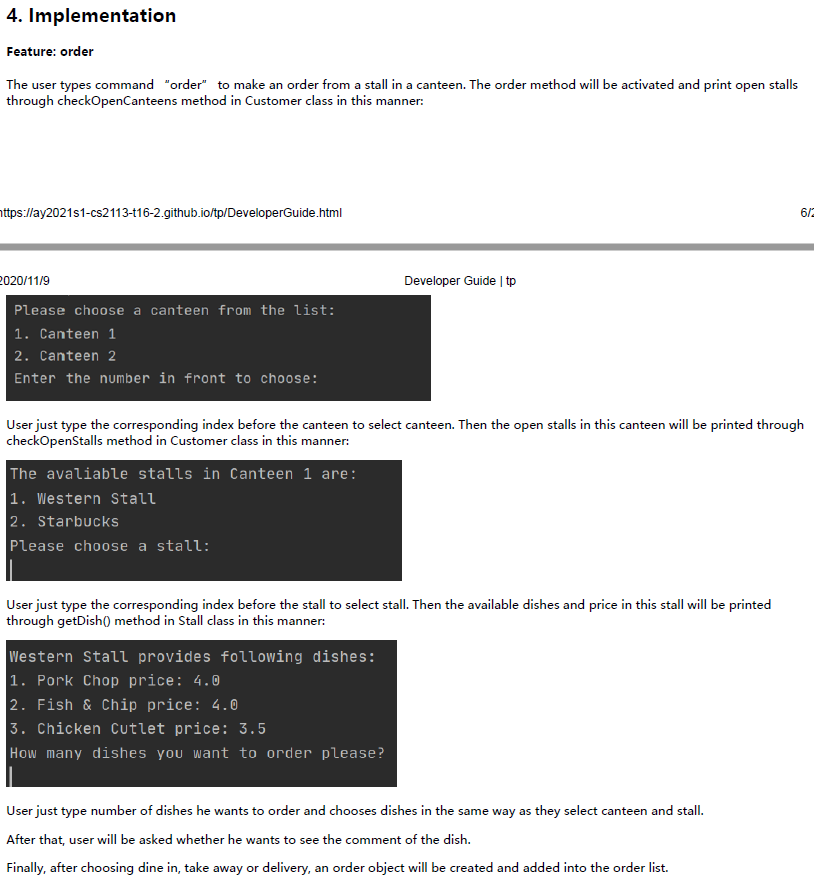 4. Implementation
Feature: order
The user types command “order” to make an order from a stall in a canteen. The order method will be activated and print open stalls
through checkOpenCanteens method in Customer class in this manner:
https://ay2021s1-cs2113-t16-2.github.io/tp/DeveloperGuide.html 6/2
2020/11/9 Developer Guide | tp
Please choose a canteen from the list:
1. Canteen 1
2. Canteen 2
Enter the number in front to choose:
User just type the corresponding index before the canteen to select canteen. Then the open stalls in this canteen will be printed through
checkOpenStalls method in Customer class in this manner:
The avaliable stalls in Canteen 1 are:
1. Western Stall
2. Starbucks
Please choose a stall:
User just type the corresponding index before the stall to select stall. Then the available dishes and price in this stall will be printed
through getDish() method in Stall class in this manner:
Western Stall provides following dishes:
1. Pork Chop price: 4.0
2. Fish & Chip price: 4.0
3. Chicken Cutlet price: 3.5
How many dishes you want to order please?
User just type number of dishes he wants to order and chooses dishes in the same way as they select canteen and stall.
After that, user will be asked whether he wants to see the comment of the dish.
Finally, after choosing dine in, take away or delivery, an order object will be created and added into the order list.